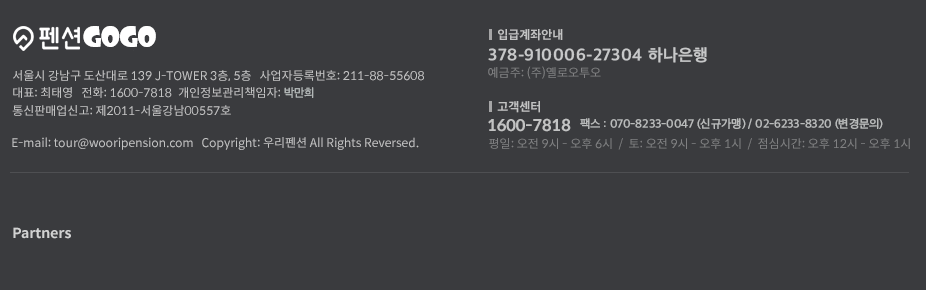 펜션GOGO
서울시 강남구 도산대로 139 J-TOWER 3층, 5층 사업자등록번호: 211-88-55608
대표: 최태영 전화: 1600-7818 개인정보관리책임자: 박만희
통신판매업신고: 제2011-서울강남00557호
E-mail: tour@wooripension.com Copyright: 우리펜션 All Rights Reversed.
입급계좌안내
378-910006-27304 하나은행
예금주: (주)옐로오투오
고객센터
1600-7818 팩스 : 070-8233-0047 (신규가맹) / 02-6233-8320 (변경문의)
평일: 오전 9시 - 오후 6시 / 토: 오전 9시 - 오후 1시 / 점심시간: 오후 12시 - 오후 1시
Partners